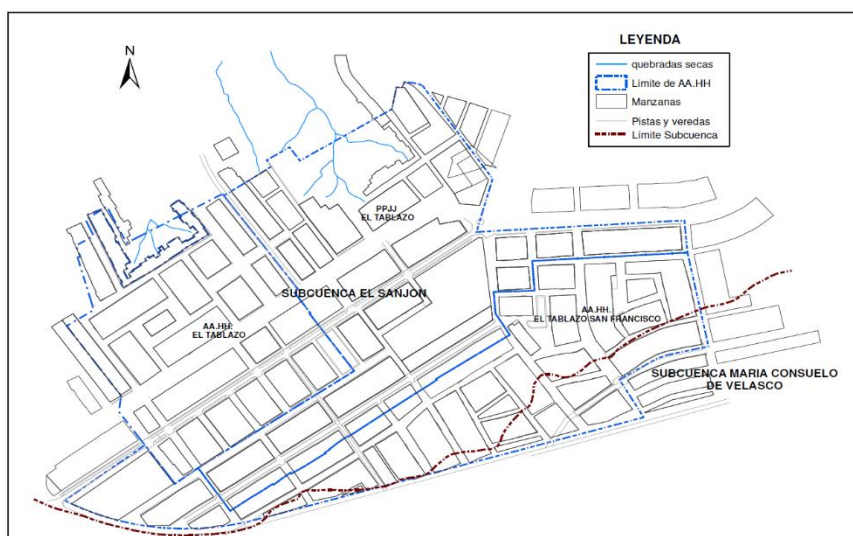 N
LEYENDA
quebradas secas
Límite de AA.HH
Manzanas
Pistas y veredas
Límite Subcuenca
PPJJ
EL TABLAZO
SUBCUENCA EL SANJON
AA.HH.
EL TABLAZO
AA.HH.
EL TABLAZO SAN FRANCISCO
SUBCUENCA MARIA CONSUELO
DE VELASCO